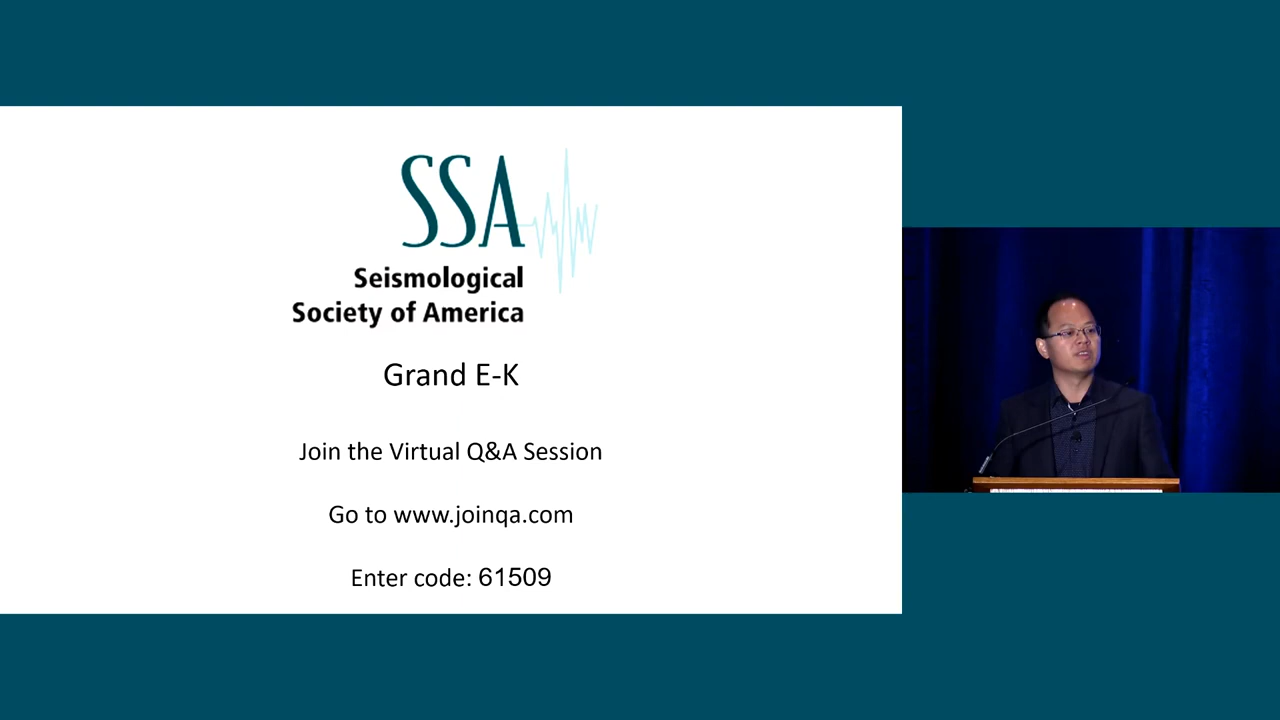 SSA
Seismological
Society of America
Grand E-K
Join the Virtual Q&A Session
Go to www.joinqa.com
Enter code: 61509